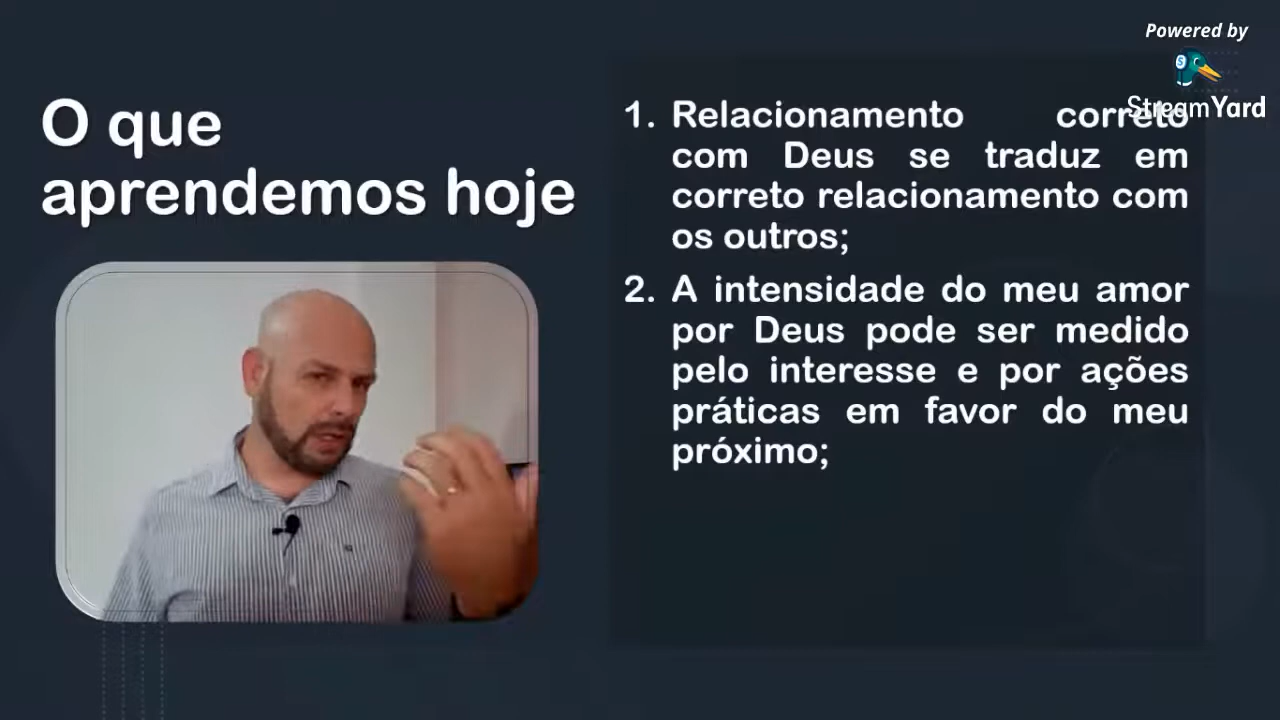 Powered by
StreamYard
O que
aprendemos hoje
1. Relacionamento correto
com Deus se traduz em
correto relacionamento com
os outros;
2. A intensidade do meu amor
por Deus pode ser medido
pelo interesse e por ações
práticas em favor do meu
próximo;